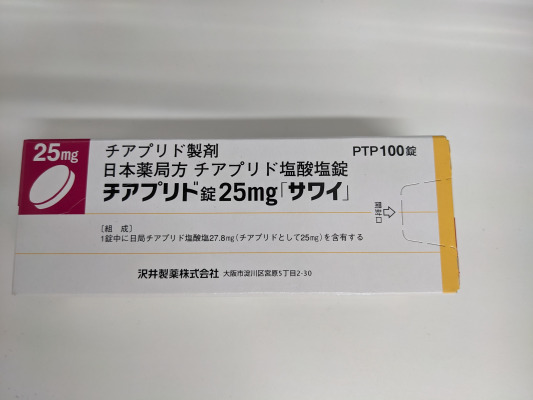 25mg
チアプリド製剤
PTP100錠
日本薬局方 チアプリド塩酸塩錠
チアプリド錠25mg「サワイ」
開封口
〔組 成〕
1錠中に日局チアプリド塩酸塩27.8mg(チアプリドとして25mg)を含有する
沢井製薬株式会社 大阪市淀川区宮原5丁目2-30